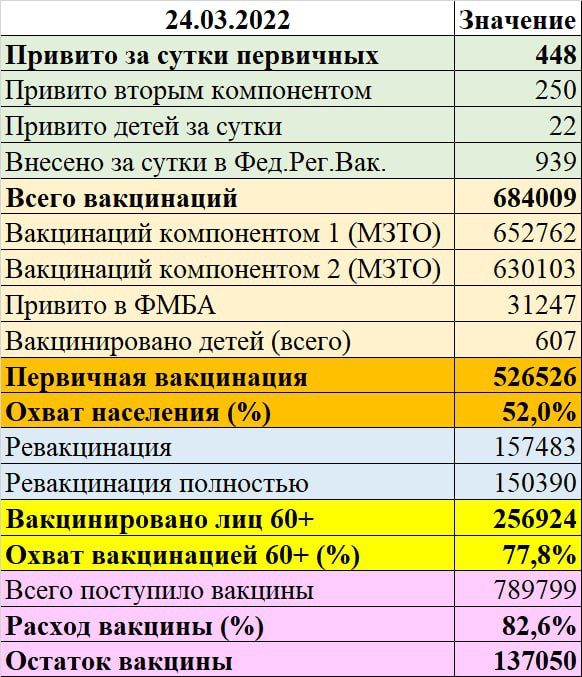 24.03.2022 Значение
Привито за сутки первичных 448
Привито вторым компонентом 250
Привито детей за сутки 22
Внесено за сутки в Фед.Рег.Вак. 939
Всего вакцинаций 684009
Вакцинаций компонентом 1 (МЗТО) 652762
Вакцинаций компонентом 2 (МЗТО) 630103
Привито в ФМБА 31247
Вакцинировано детей (всего) 607
Первичная вакцинация 526526
Охват населения (%) 52,0%
Ревакцинация 157483
Ревакцинация полностью 150390
Вакцинировано лиц 60+ 256924
Охват вакцинацией 60+ (%) 77,8%
Всего поступило вакцины 789799
Расход вакцины (%) 82,6%
Остаток вакцины 137050